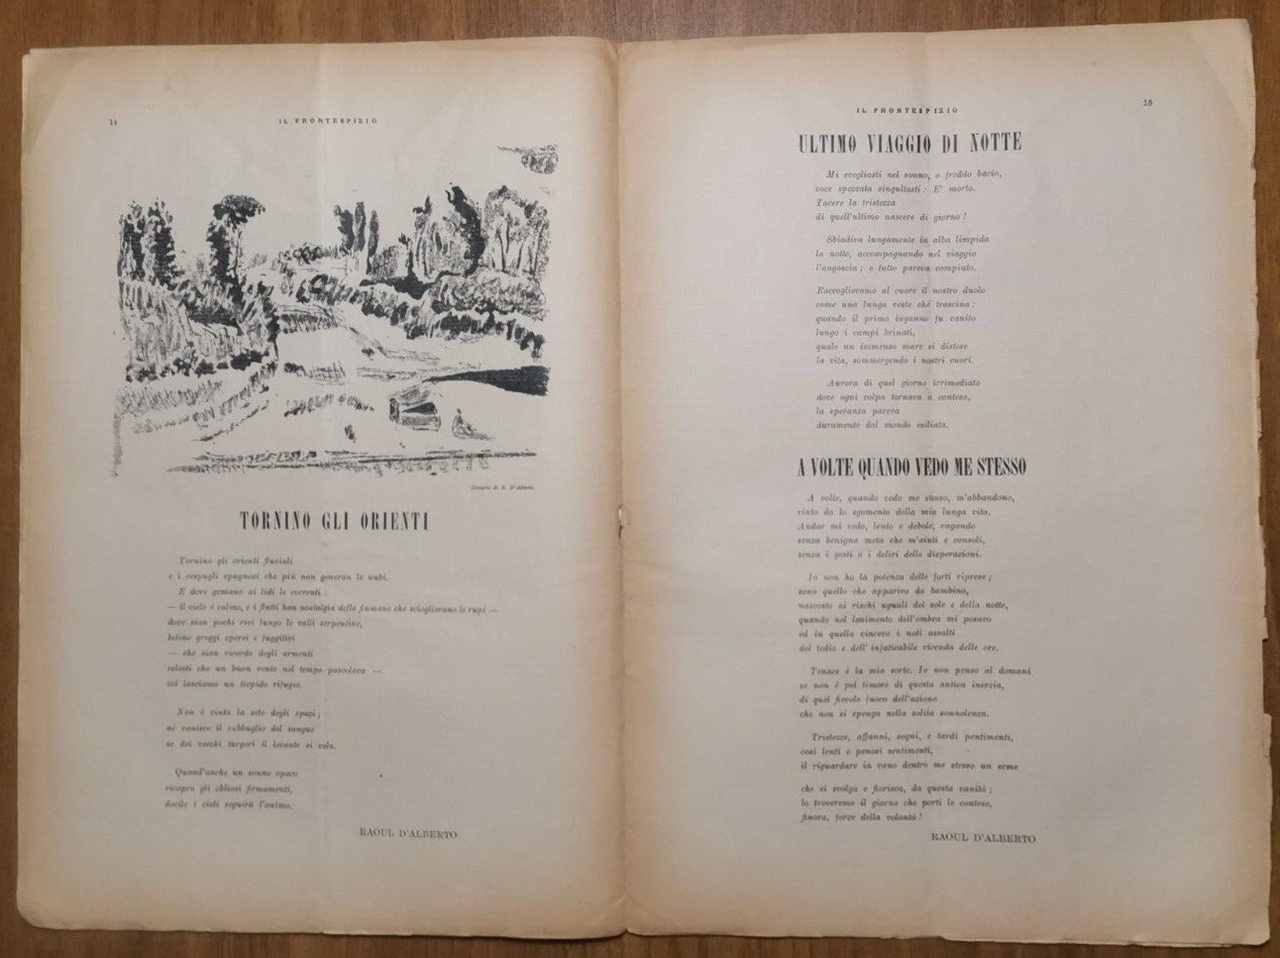 14
IL FRONTESPIZIO
Disegno di R. D'Alberto.
TORNINO GLI ORIENTI
Tornino gli orienti fluviali
e i cespugli spugnosi che più non generan le nubi.
E dove gemano ai lidi le correnti
— il cielo è calmo, e i flutti han nostalgia delle fiumane che scioglievano le rupi —
dove sian pochi rivi lungo le valli serpentine,
belino greggi spersi e fuggitivi
— che sian ricordo degli armenti
celesti che un buon vento nel tempo pascolava —
ivi lasciamo un tiepido rifugio.
Non è vinta la sete degli spazi;
nè vanisce il subbuglio del sangue
se dei vecchi turgori il levante si vela.
Quand'anche un sonno opaco
ricopra gli obliosi firmamenti,
docile i cieli seguirà l'animo.
RAOUL D'ALBERTO
IL FRONTESPIZIO
15
ULTIMO VIAGGIO DI NOTTE
Mi svegliasti nel sonno, o freddo bacio,
voce spezzata singultasti: E' morto.
Tacere la tristezza
di quell'ultimo nascere di giorno!
Sbiadiva lungamente in alba limpida
la notte, accompagnando nel viaggio
l'angoscia; e tutto pareva compiuto.
Raccoglievamo al cuore il nostro duolo
come una lunga veste che trascina:
quando il primo inganno fu vanito
lungo i campi brinati,
quale un immenso mare si distese
la vita, sommergendo i nostri cuori.
Aurora di quel giorno irrimediato
dove ogni colpa tornava a contesa,
la speranza pareva
duramente dal mondo esiliata.
A VOLTE QUANDO VEDO ME STESSO
A volte, quando vedo me stesso, m'abbandono,
vinto da lo sgomento della mia lunga vita.
Andar mi vedo, lento e debole, vagando
senza benigna meta che m'aiuti e consoli,
senza i gesti o i deliri delle disperazioni.
Io non ho la potenza delle forti riprese;
sono quello che apparivo da bambino,
nascosto ai rischi uguali del sole e della notte,
quando nel lenimento dell'ombra mi posavo
ed in quella vincevo i noti assalti
del tedio e dell'infaticabile vicenda delle ore.
Tenace è la mia sorte. Io non penso al domani
se non è pel timore di questa antica inerzia,
di quel fievole fuoco dell'azione
che non si spenga nella solita sonnolenza.
Tristezze, affanni, sogni, e tardi pentimenti,
così lenti e penosi sentimenti,
il riguardare in vano dentro me stesso un seme
che si svolga e fiorisca, da questa vanità;
lo troveremo il giorno che porti le contese,
finora, forze della volontà!
RAOUL D'ALBERTO